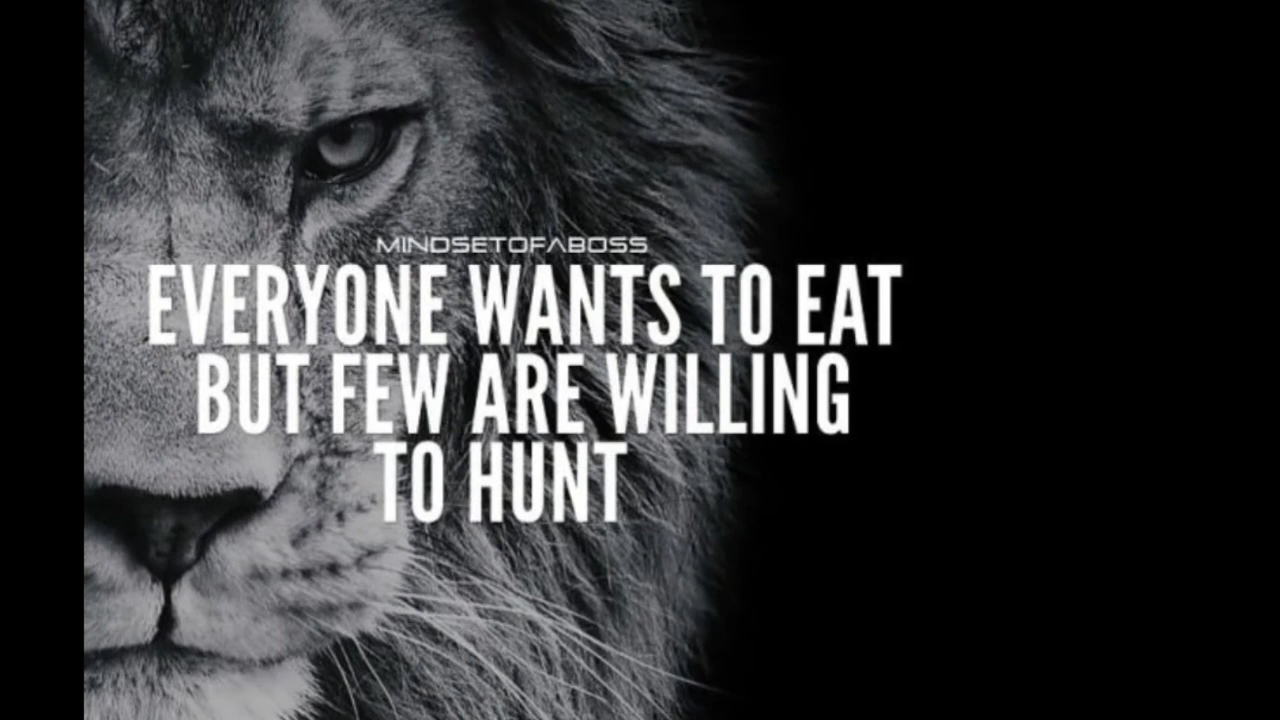 MINDSETOFABOSS
EVERYONE WANTS TO EAT
BUT FEW ARE WILLING
TO HUNT